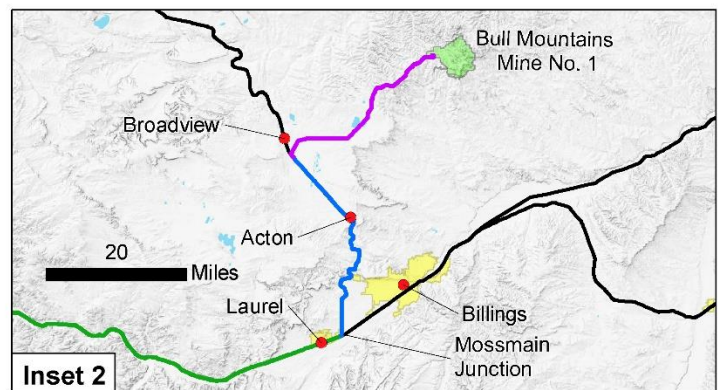 Bull Mountains
Mine No. 1
Broadview
Acton
20
Miles
Laurel
Billings
Mossmain
Junction
Inset 2